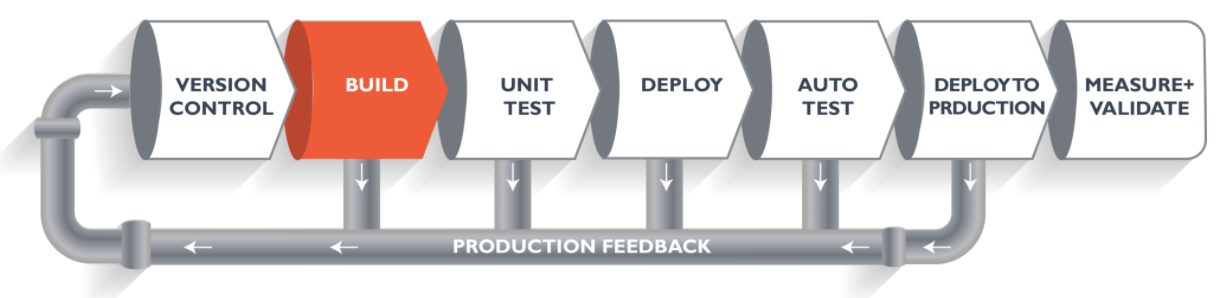 VERSION
CONTROL
BUILD
UNIT
TEST
DEPLOY
AUTO
TEST
DEPLOY TO
PRDUCTION
MEASURE+
VALIDATE
PRODUCTION FEEDBACK